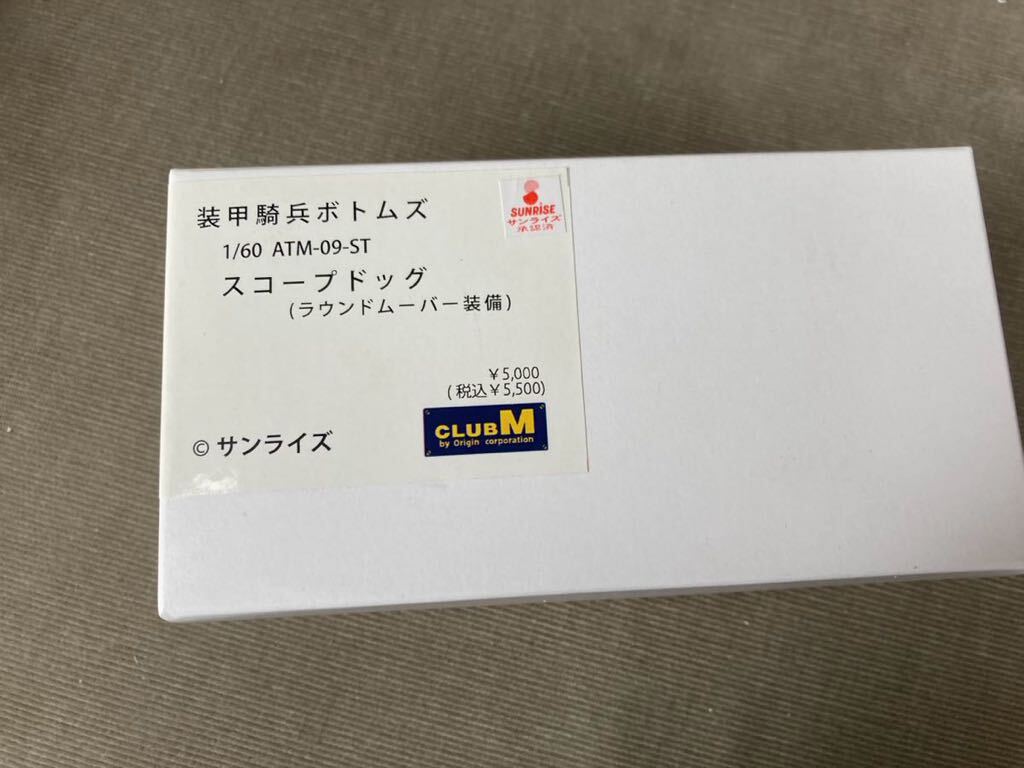 装甲騎兵ボトムズ
1/60 ATM-09-ST
スコープドッグ
(ラウンドムーバー装備)
SUNRISE
サンライズ
承認済
¥5,000
(税込¥5,500)
CLUB M
by Origin corporation
© サンライズ